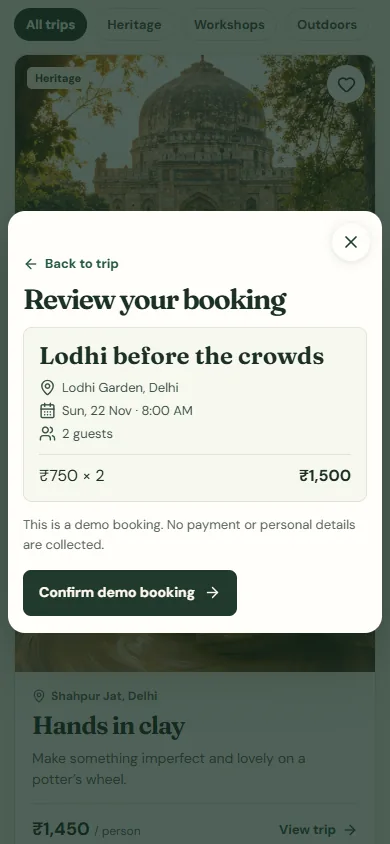 All trips Heritage Workshops Outdoors
Heritage
Back to trip
Review your booking
Lodhi before the crowds
Lodhi Garden, Delhi
Sun, 22 Nov · 8:00 AM
2 guests
₹750 × 2 ₹1,500
This is a demo booking. No payment or personal details
are collected.
Confirm demo booking
Shahpur Jat, Delhi
Hands in clay
Make something imperfect and lovely on a
potter's wheel.
₹1,450 / person View trip